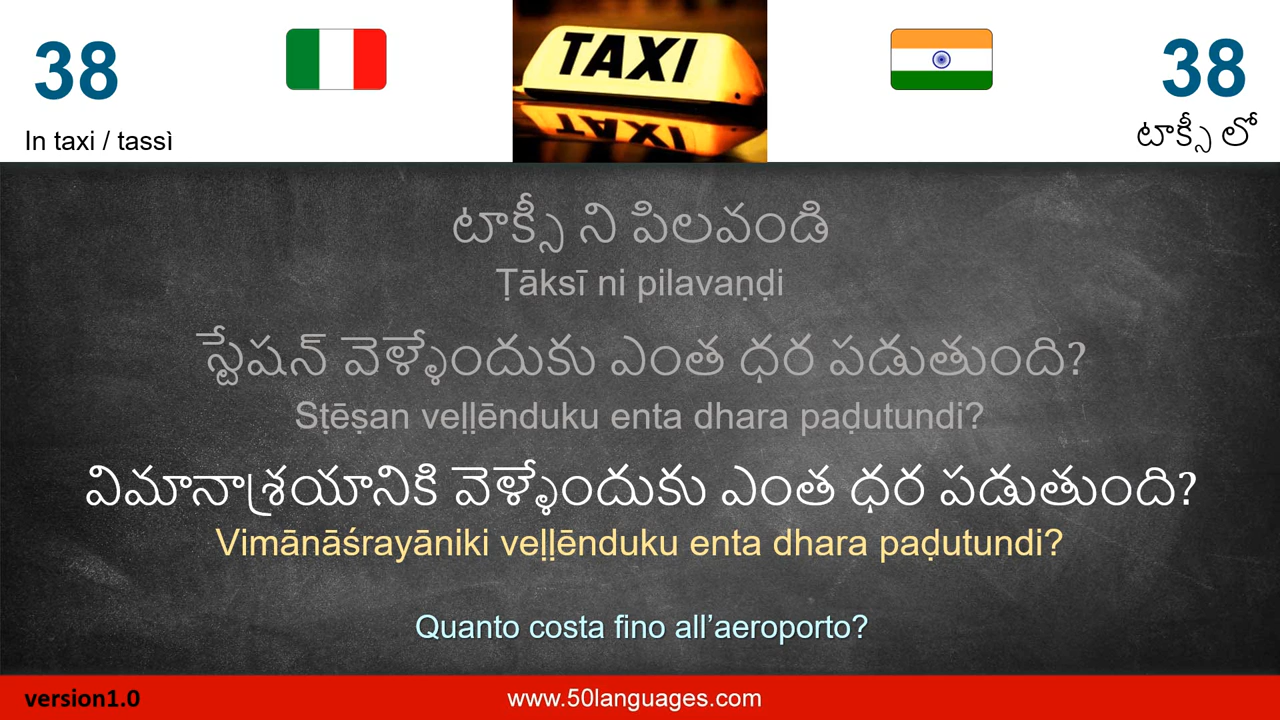 38
38
TAXI
In taxi / tassì
టాక్సీ లో
టాక్సీ ని పిలవండి
Ṭāksī ni pilavaṇḍi
స్టేషన్ వెళ్ళేందుకు ఎంత ధర పడుతుంది?
Sṭēṣan veḷḷēnduku enta dhara paḍutundi?
విమానాశ్రయానికి వెళ్ళేందుకు ఎంత ధర పడుతుంది?
Vimānāśrayāniki veḷḷēnduku enta dhara paḍutundi?
Quanto costa fino all’aeroporto?
version1.0
www.50languages.com